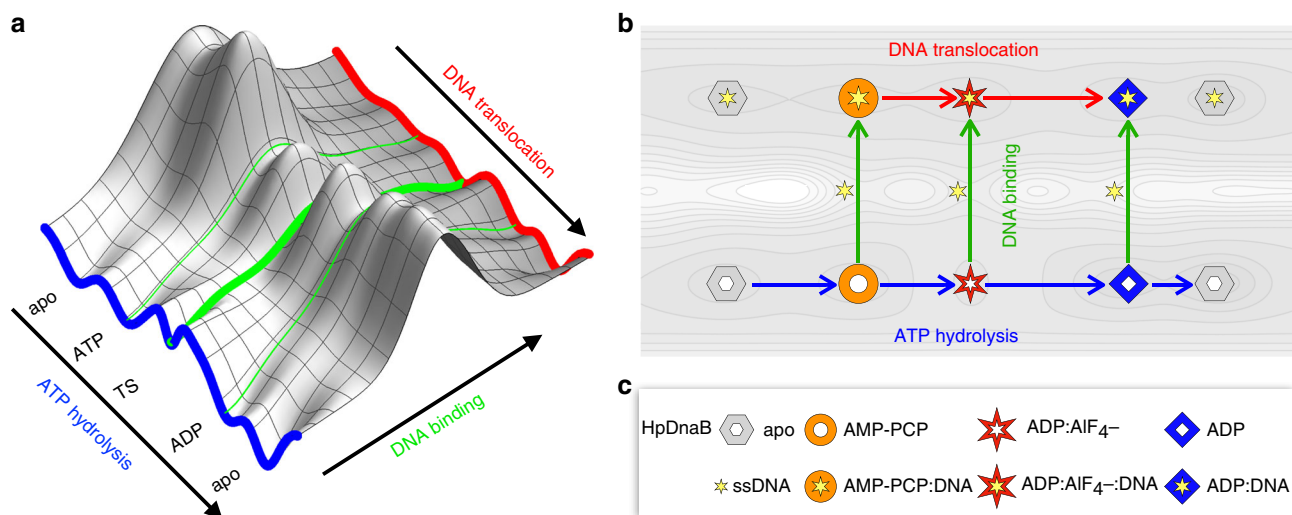 a
DNA translocation
apo
ATP
TS
ADP
apo
ATP hydrolysis
DNA binding
b
DNA translocation
DNA binding
ATP hydrolysis
c
HpDnaB apo AMP-PCP ADP:AlF4– ADP
ssDNA AMP-PCP:DNA ADP:AlF4–:DNA ADP:DNA